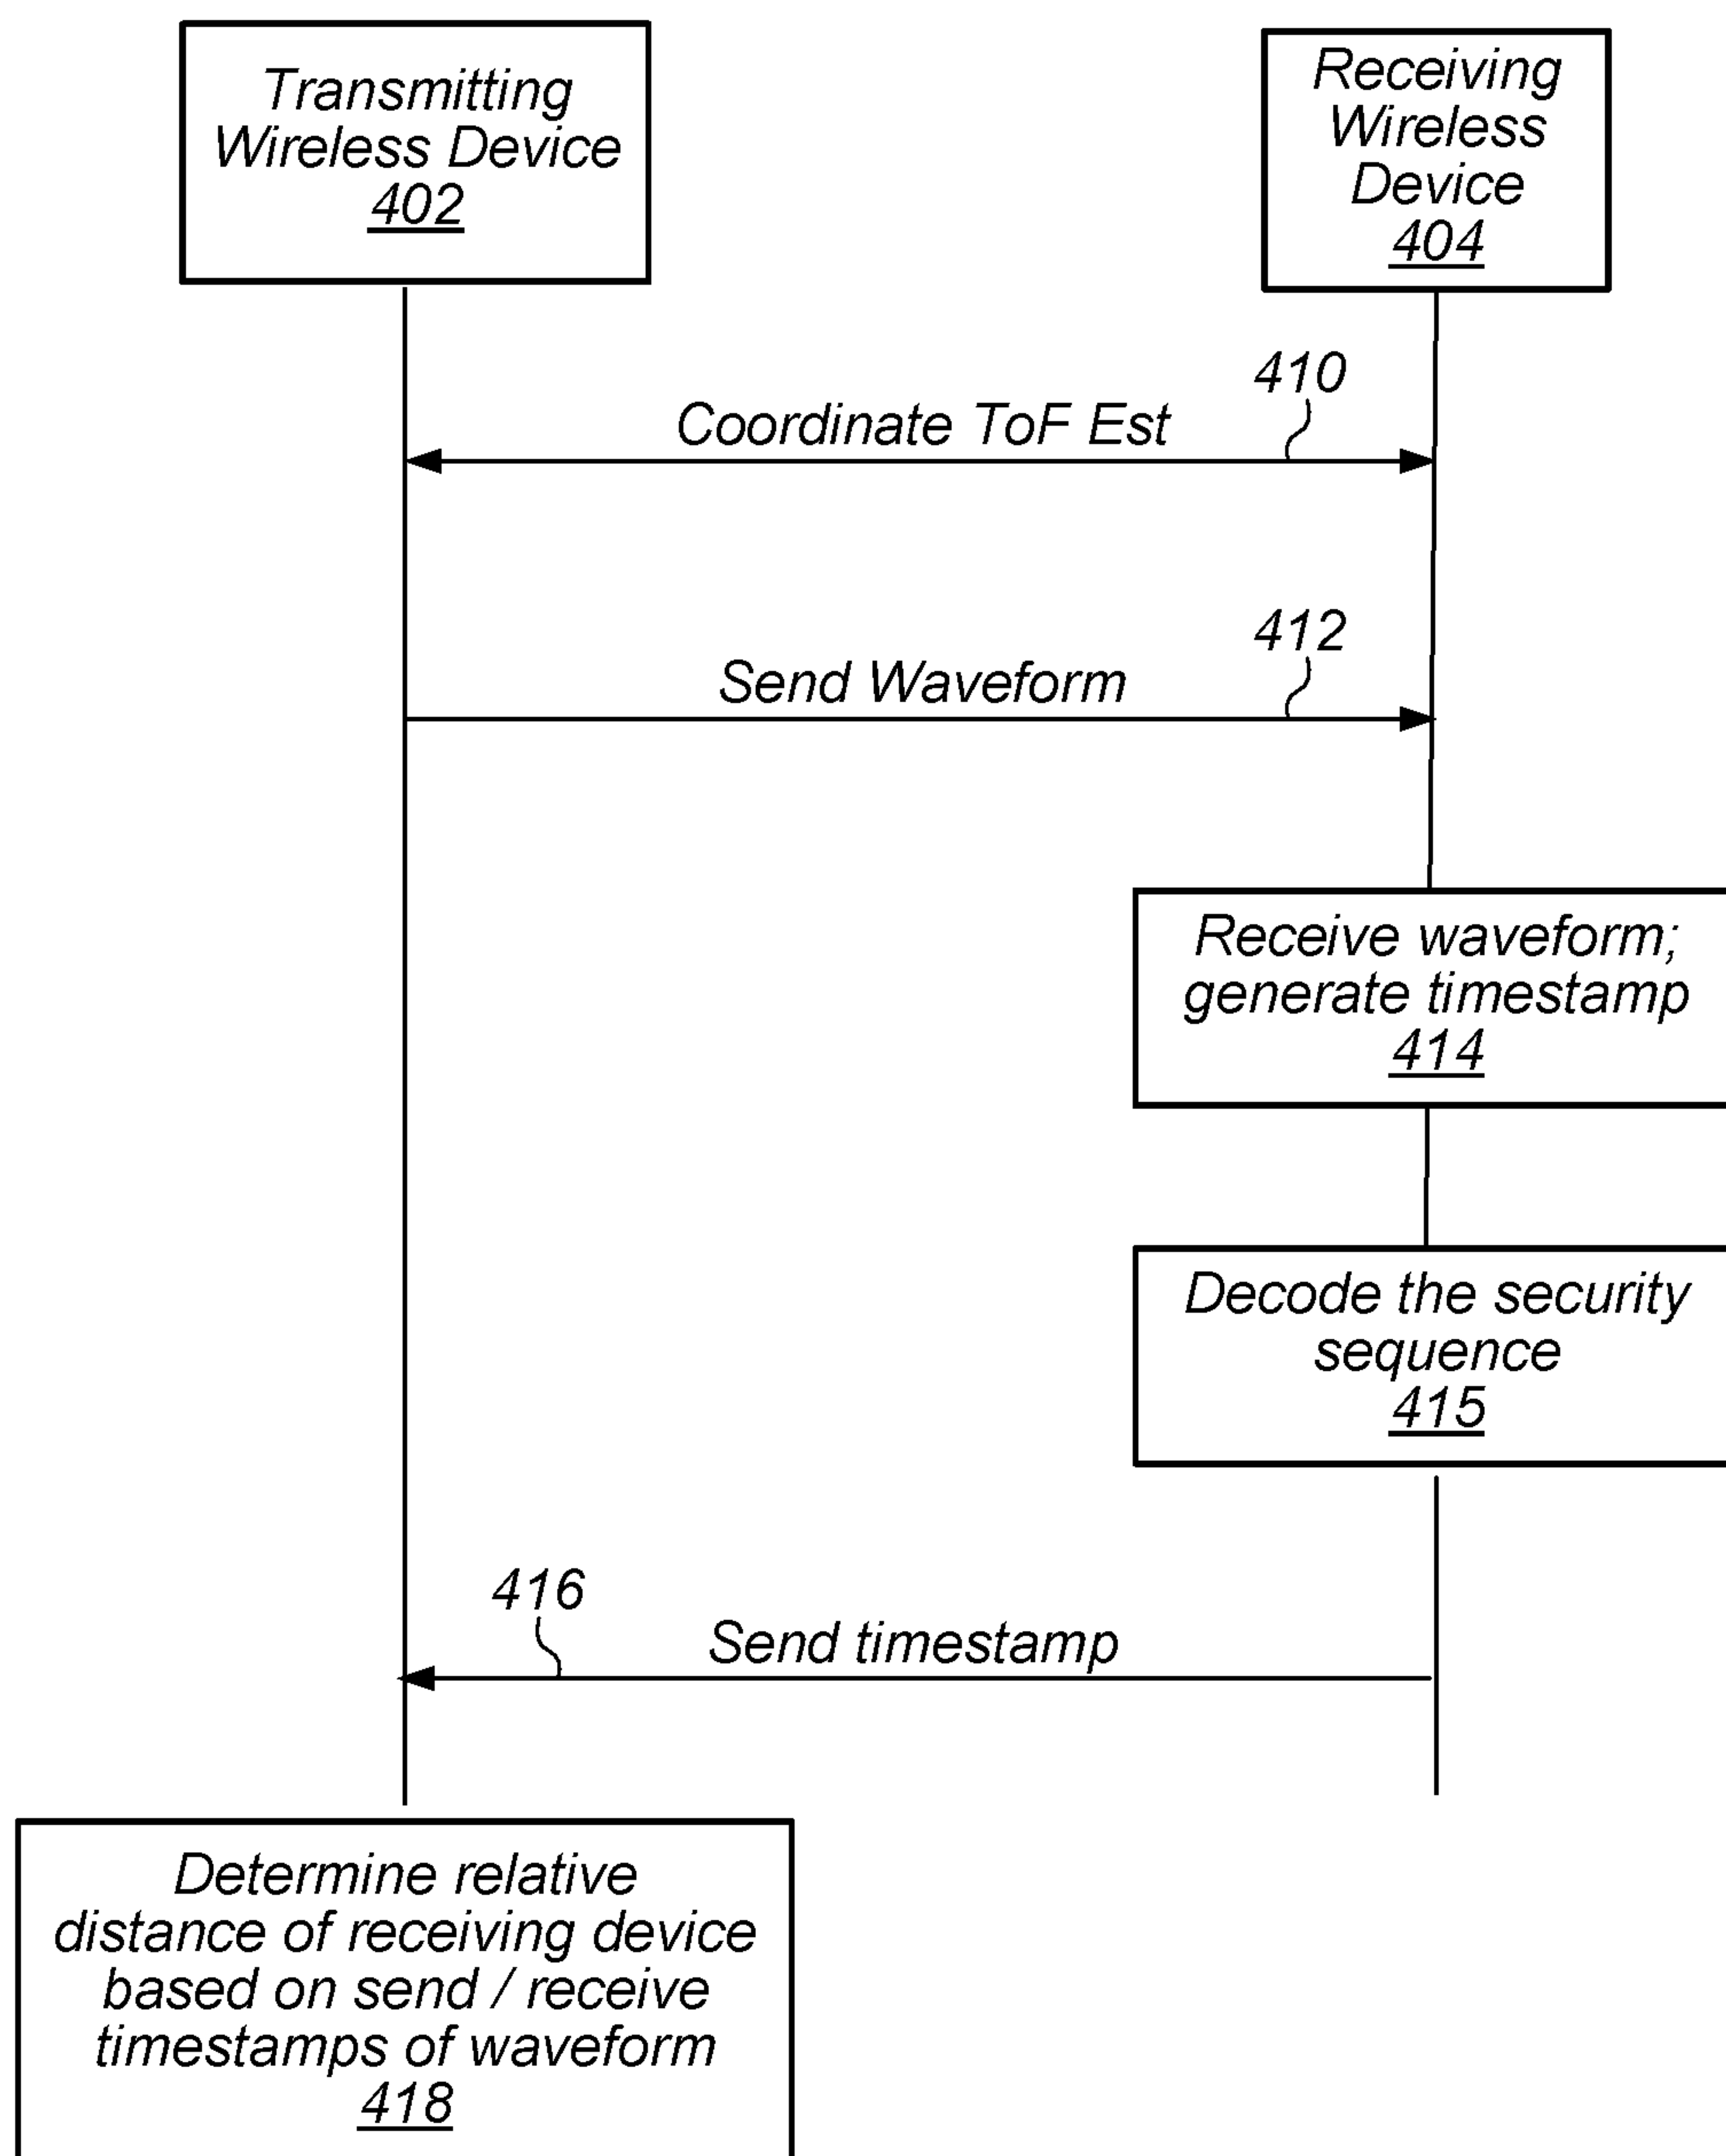 Transmitting
Wireless Device
402
Receiving
Wireless
Device
404
410
Coordinate ToF Est
412
Send Waveform
Receive waveform;
generate timestamp
414
Decode the security
sequence
415
416
Send timestamp
Determine relative
distance of receiving device
based on send / receive
timestamps of waveform
418